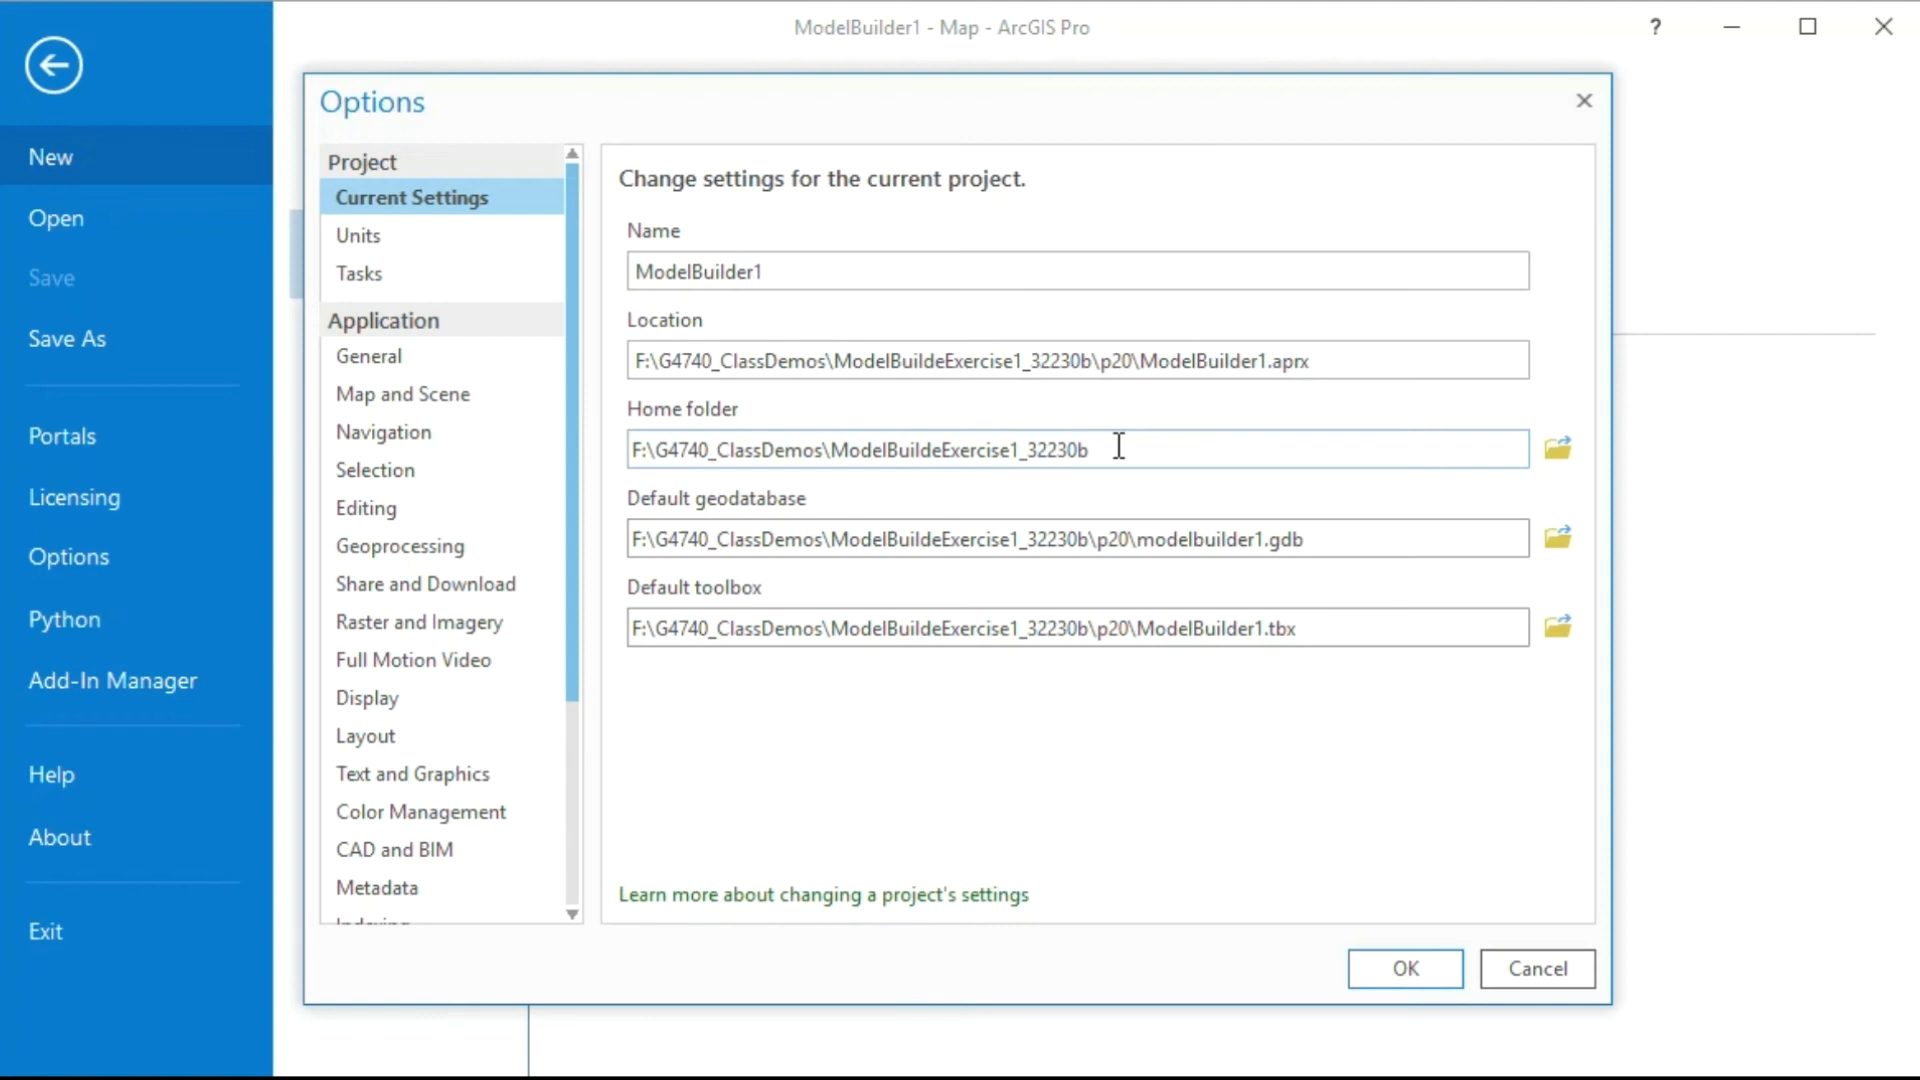 ModelBuilder1 - Map - ArcGIS Pro
?
New
Open
Save
Save As
Portals
Licensing
Options
Python
Add-In Manager
Help
About
Exit
Options
Project
Current Settings
Units
Tasks
Application
General
Map and Scene
Navigation
Selection
Editing
Geoprocessing
Share and Download
Raster and Imagery
Full Motion Video
Display
Layout
Text and Graphics
Color Management
CAD and BIM
Metadata
Change settings for the current project.
Name
ModelBuilder1
Location
F:\G4740_ClassDemos\ModelBuildeExercise1_32230b\p20\ModelBuilder1.aprx
Home folder
F:\G4740_ClassDemos\ModelBuildeExercise1_32230b
Default geodatabase
F:\G4740_ClassDemos\ModelBuildeExercise1_32230b\p20\modelbuilder1.gdb
Default toolbox
F:\G4740_ClassDemos\ModelBuildeExercise1_32230b\p20\ModelBuilder1.tbx
Learn more about changing a project's settings
OK
Cancel